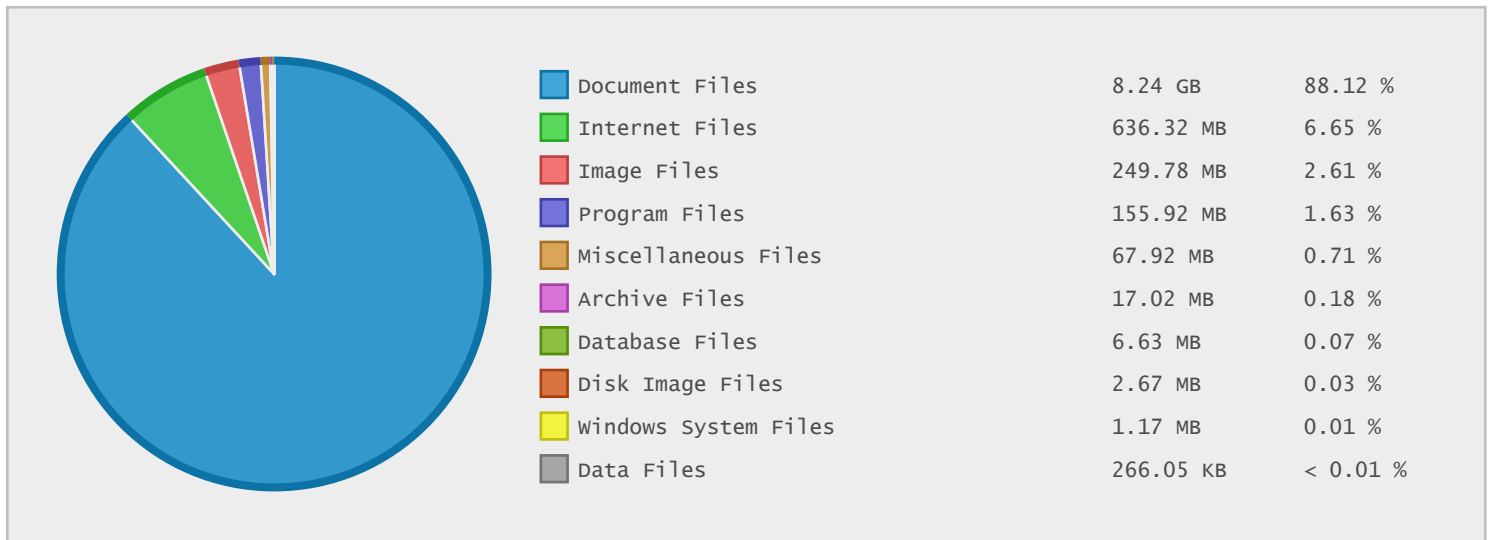 Document Files 8.24 GB 88.12 %
Internet Files 636.32 MB 6.65 %
Image Files 249.78 MB 2.61 %
Program Files 155.92 MB 1.63 %
Miscellaneous Files 67.92 MB 0.71 %
Archive Files 17.02 MB 0.18 %
Database Files 6.63 MB 0.07 %
Disk Image Files 2.67 MB 0.03 %
Windows System Files 1.17 MB 0.01 %
Data Files 266.05 KB < 0.01 %